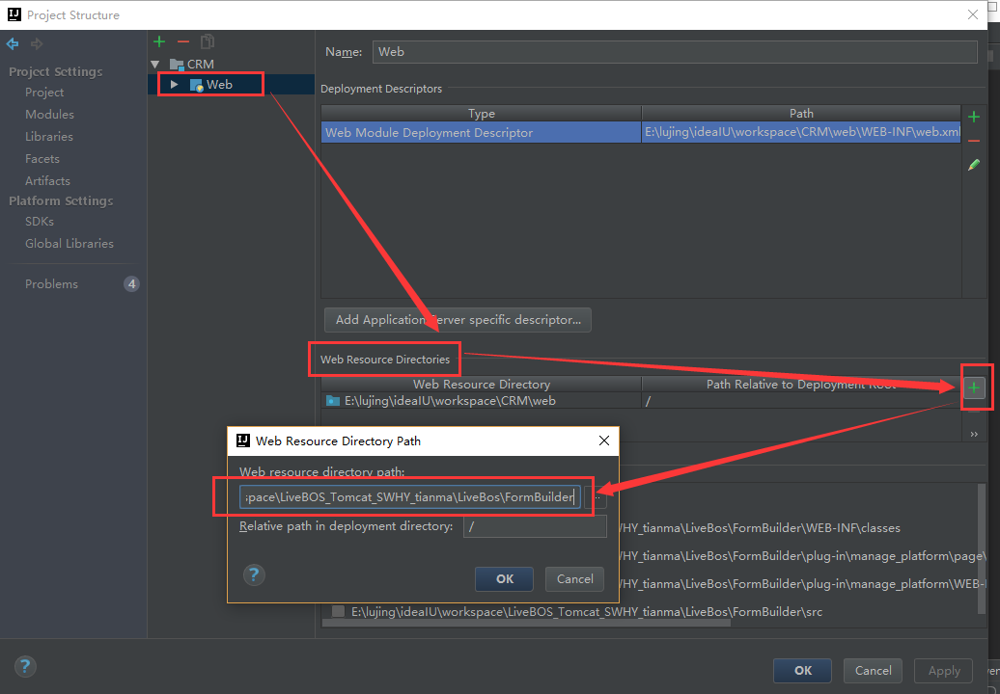 Project Structure
Project Settings
Project
Modules
Libraries
Facets
Artifacts
Platform Settings
SDKs
Global Libraries
Problems 4
CRM
Web
Name: Web
Deployment Descriptors
Type Path
Web Module Deployment Descriptor E:\lujing\ideaIU\workspace\CRM\web\WEB-INF\web.xml
Add Application Server specific descriptor...
Web Resource Directories
Web Resource Directory Path Relative to Deployment Root
E:\lujing\ideaIU\workspace\CRM\web /
Web Resource Directory Path
Web resource directory path:
space\LiveBOS_Tomcat_SWHY_tianma\LiveBos\FormBuilder
Relative path in deployment directory: /
? OK Cancel
WHY_tianma\LiveBos\FormBuilder\WEB-INF\classes
WHY_tianma\LiveBos\FormBuilder\plug-in\manage_platform\page\
WHY_tianma\LiveBos\FormBuilder\plug-in\manage_platform\WEB-I
E:\lujing\ideaIU\workspace\LiveBOS_Tomcat_SWHY_tianma\LiveBos\FormBuilder\src
? OK Cancel Apply